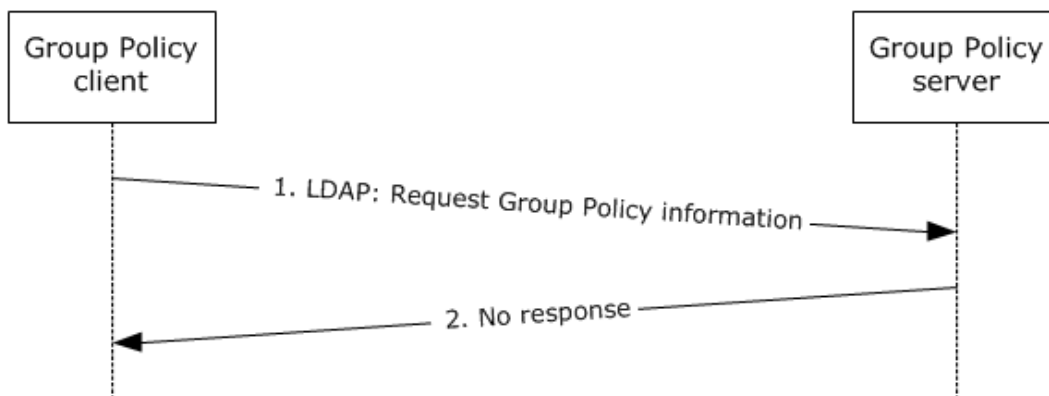 Group Policy
client
Group Policy
server
1. LDAP: Request Group Policy information
2. No response